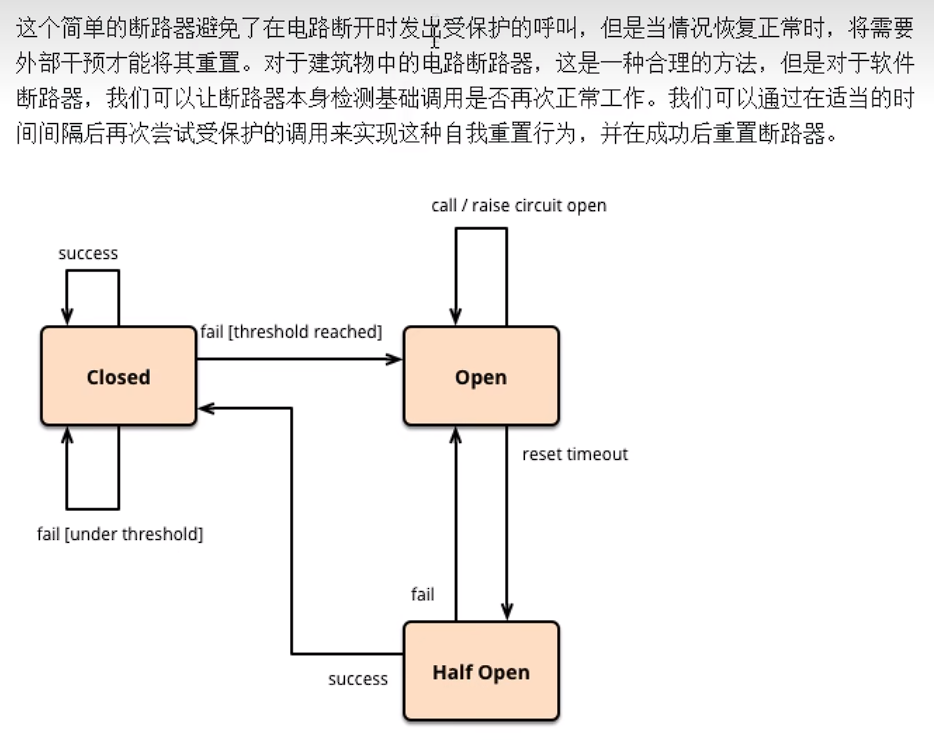 这个简单的断路器避免了在电路断开时发出受保护的呼叫，但是当情况恢复正常时，将需要
外部干预才能将其重置。对于建筑物中的电路断路器，这是一种合理的方法，但是对于软件
断路器，我们可以让断路器本身检测基础调用是否再次正常工作。我们可以通过在适当的时
间间隔后再次尝试受保护的调用来实现这种自我重置行为，并在成功后重置断路器。
call / raise circuit open
success
fail [threshold reached]
Closed
Open
reset timeout
fail [under threshold]
fail
Half Open
success